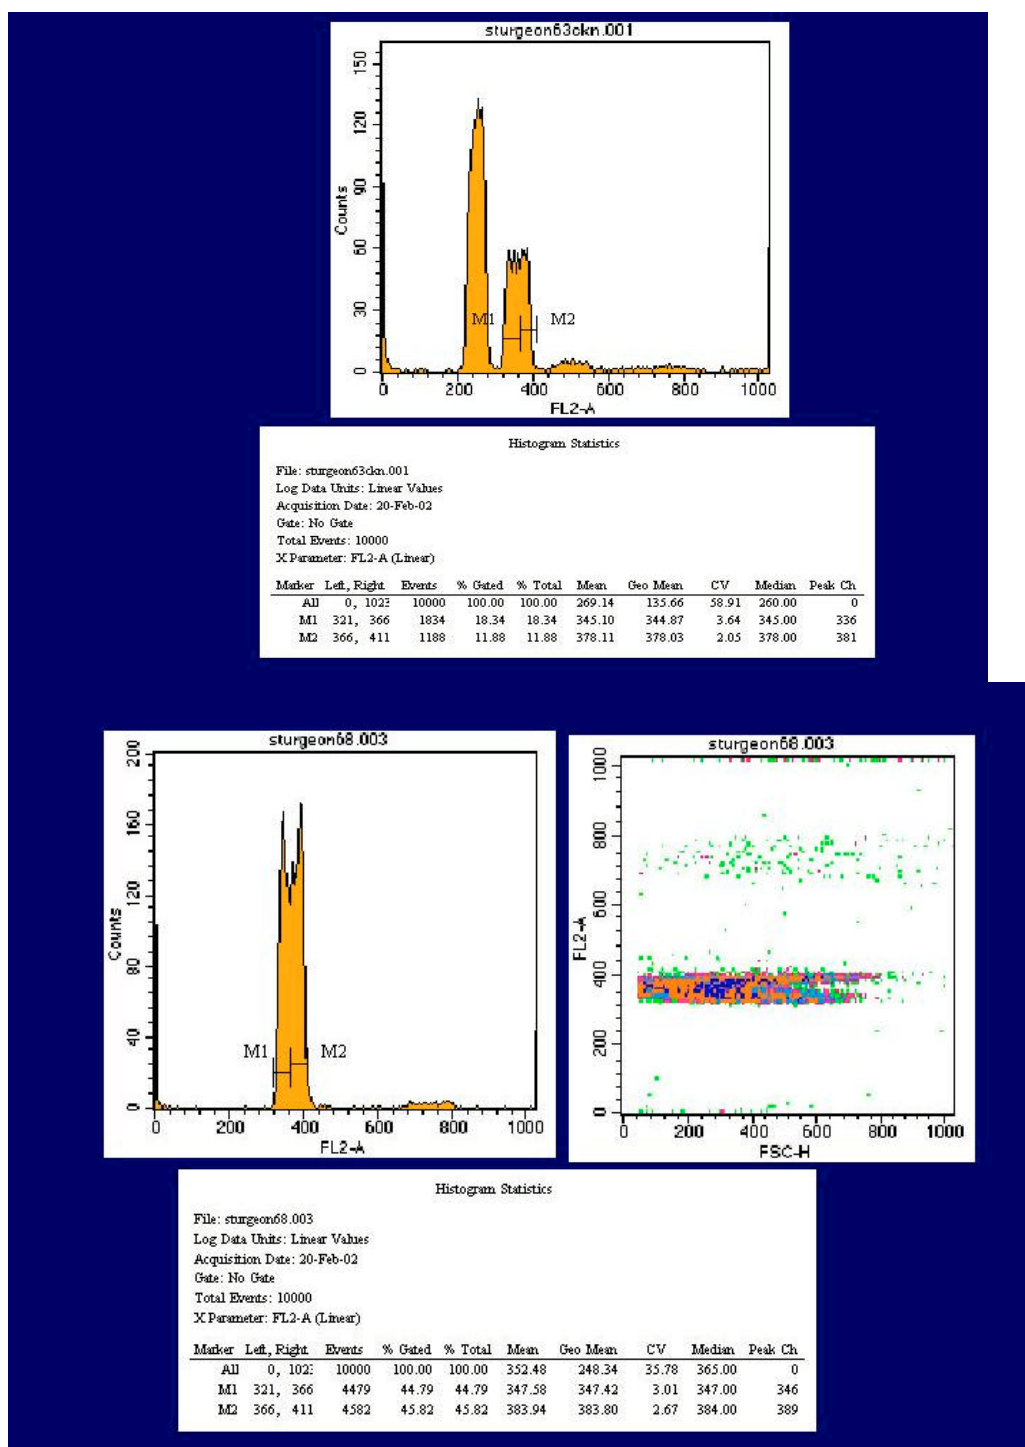 sturgeon63ckn.001
150
120
90
60
30
0
Counts
M1 M2
0 200 400 600 800 1000
FL2-A
Histogram Statistics
File: sturgeon63ckn.001
Log Data Units: Linear Values
Acquisition Date: 20-Feb-02
Gate: No Gate
Total Events: 10000
X Parameter: FL2-A (Linear)
Marker Left, Right Events % Gated % Total Mean Geo Mean CV Median Peak Ch
All 0, 1023 10000 100.00 100.00 269.14 135.66 58.91 260.00 0
M1 321, 366 1834 18.34 18.34 345.10 344.87 3.64 345.00 336
M2 366, 411 1188 11.88 11.88 378.11 378.03 2.05 378.00 381
sturgeon68.003
200
160
120
80
40
0
Counts
M1 M2
0 200 400 600 800 1000
FL2-A
sturgeon68.003
1000
800
600
400
200
0
FL2-A
0 200 400 600 800 1000
FSC-H
Histogram Statistics
File: sturgeon68.003
Log Data Units: Linear Values
Acquisition Date: 20-Feb-02
Gate: No Gate
Total Events: 10000
X Parameter: FL2-A (Linear)
Marker Left, Right Events % Gated % Total Mean Geo Mean CV Median Peak Ch
All 0, 1023 10000 100.00 100.00 352.48 248.34 35.78 365.00 0
M1 321, 366 4479 44.79 44.79 347.58 347.42 3.01 347.00 346
M2 366, 411 4582 45.82 45.82 383.94 383.80 2.67 384.00 389